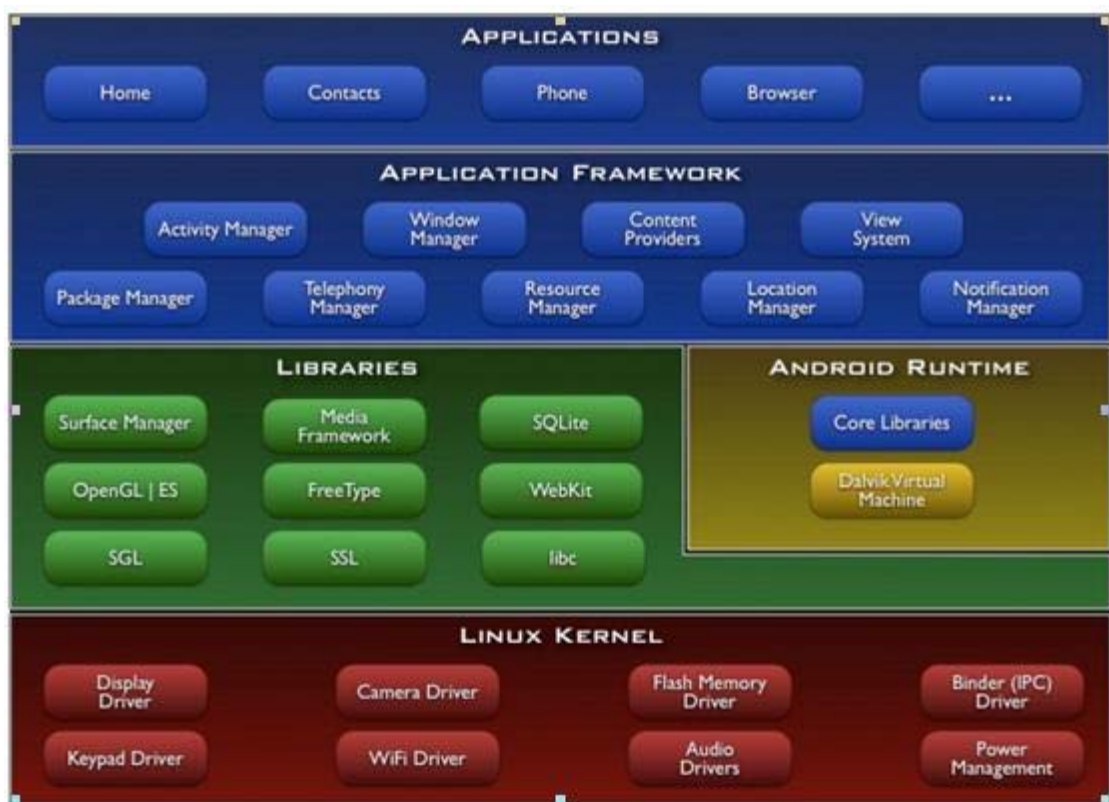 APPLICATIONS
Home
Contacts
Phone
Browser
...
APPLICATION FRAMEWORK
Activity Manager
Window
Manager
Content
Providers
View
System
Package Manager
Telephony
Manager
Resource
Manager
Location
Manager
Notification
Manager
LIBRARIES
Surface Manager
Media
Framework
SQLite
OpenGL | ES
FreeType
WebKit
SGL
SSL
libc
ANDROID RUNTIME
Core Libraries
Dalvik Virtual
Machine
LINUX KERNEL
Display
Driver
Camera Driver
Flash Memory
Driver
Binder (IPC)
Driver
Keypad Driver
WiFi Driver
Audio
Drivers
Power
Management